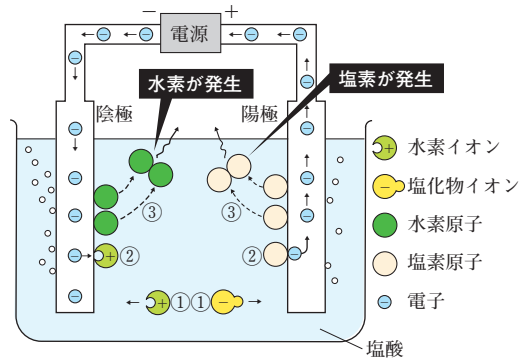 − 電源 +
水素が発生
塩素が発生
陰極
陽極
+ 水素イオン
− 塩化物イオン
③
③
水素原子
− +②
② −
塩素原子
− 電子
+①①−
塩酸